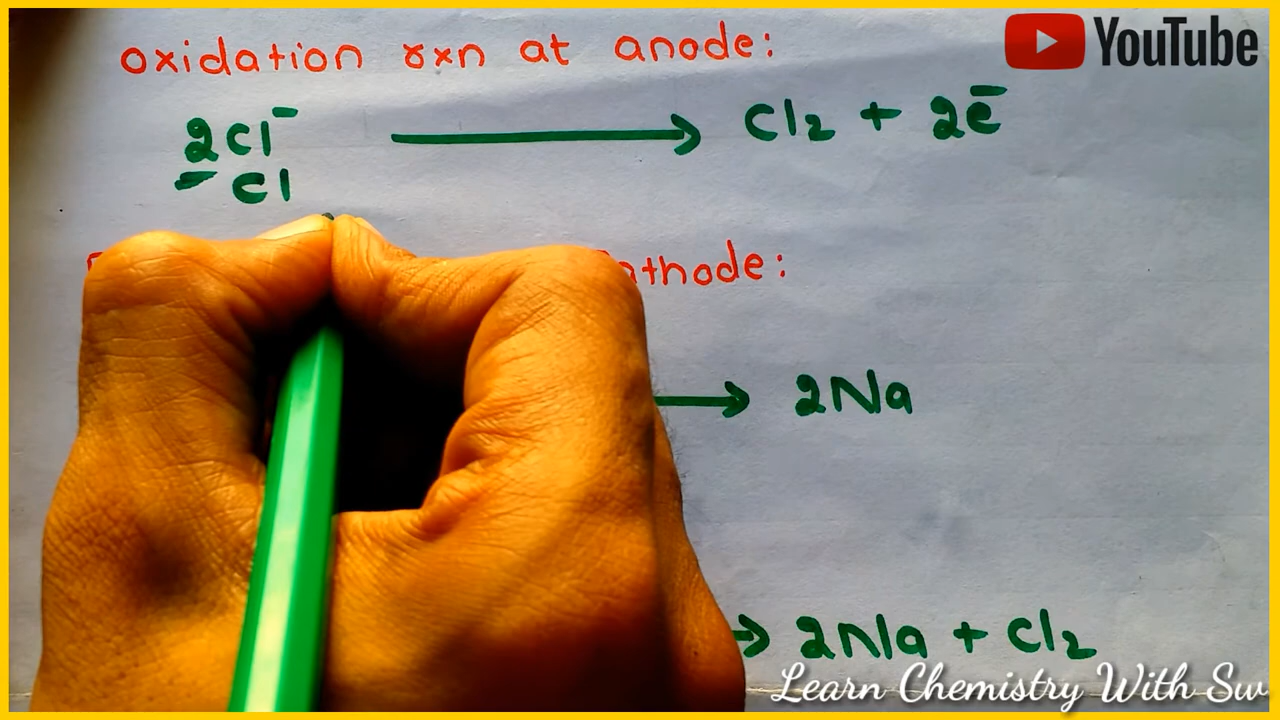 oxidation rxn at anode:
YouTube
2Cl⁻ ⟶ Cl₂ + 2e⁻
⁻Cl
athode:
→ 2Na
→ 2Na + Cl₂
Learn Chemistry With Sw